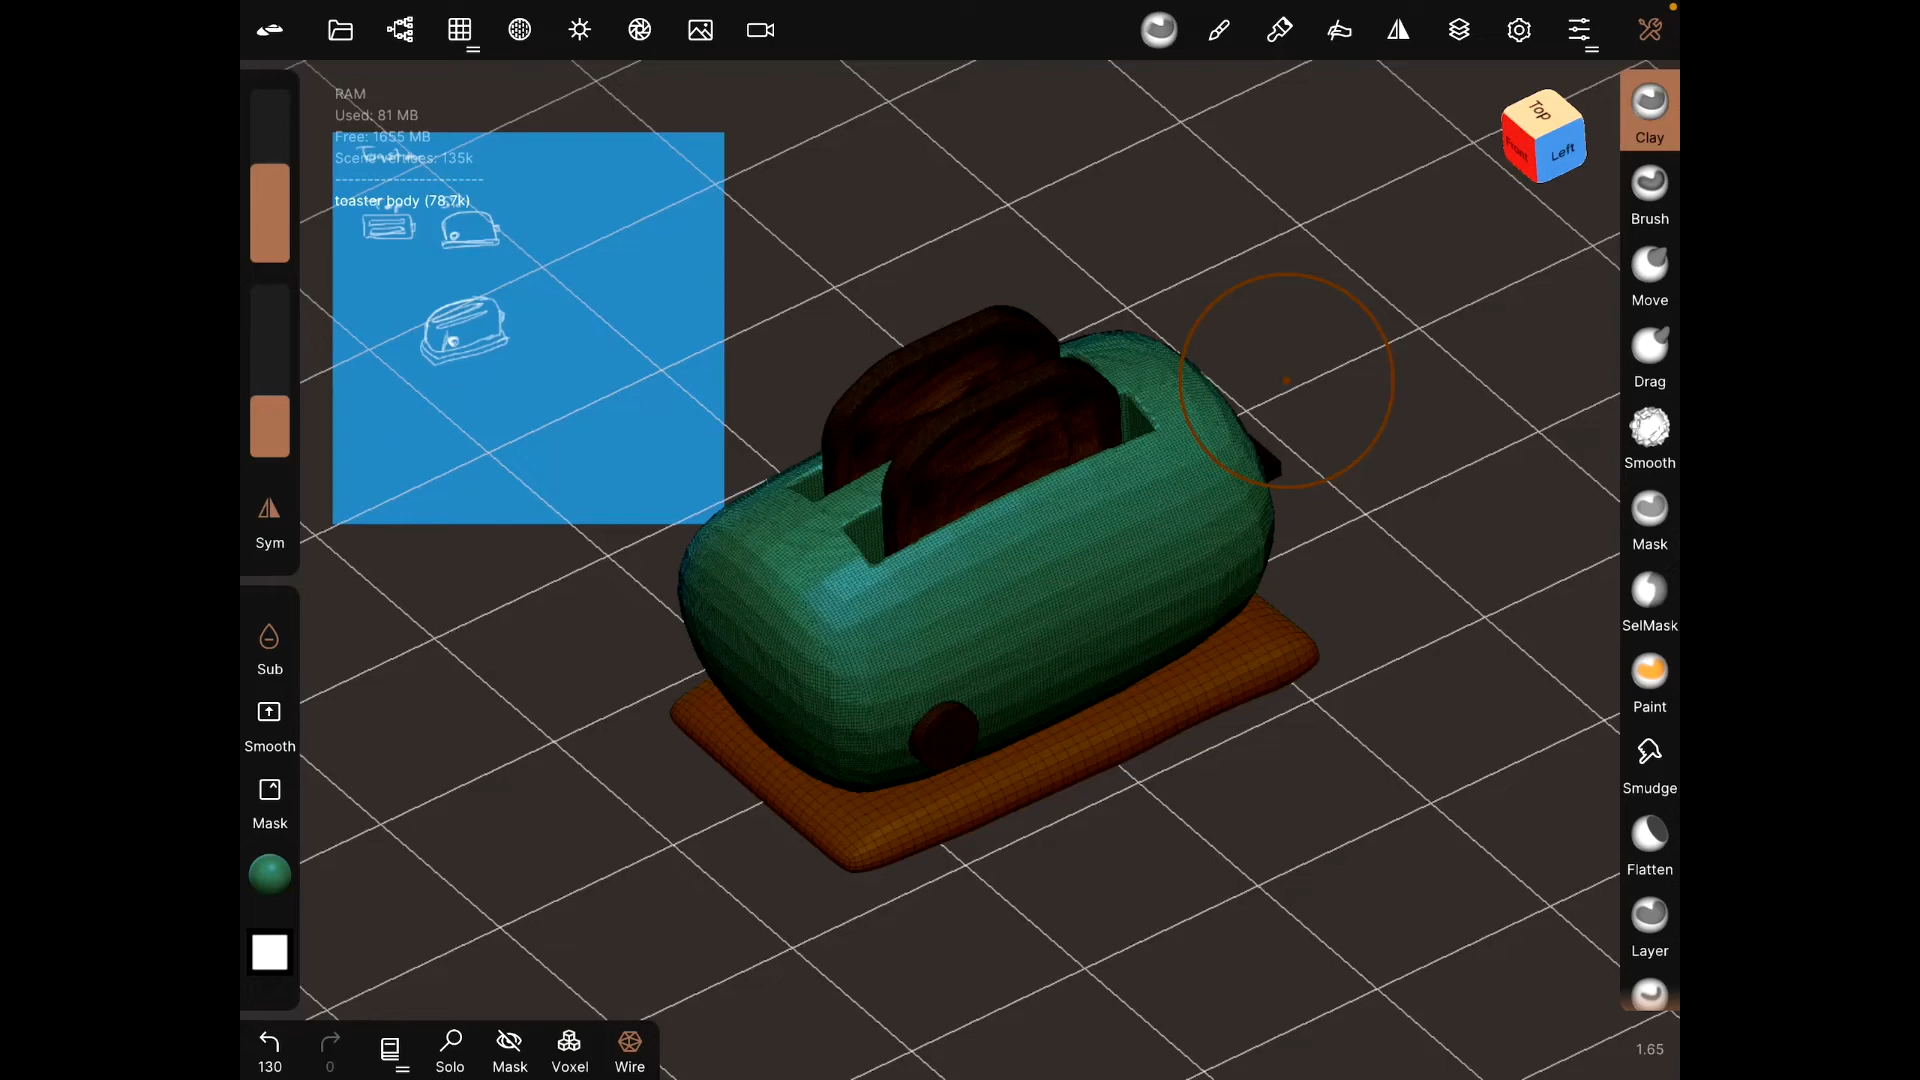 RAM
Used: 81 MB
Free: 1655 MB
Scene vertices: 135k
toaster body (78.7k)
Top
Front
Left
Clay
Brush
Move
Drag
Smooth
Mask
SelMask
Paint
Smudge
Flatten
Layer
Sym
Sub
Smooth
Mask
130
0
Solo
Mask
Voxel
Wire
1.65